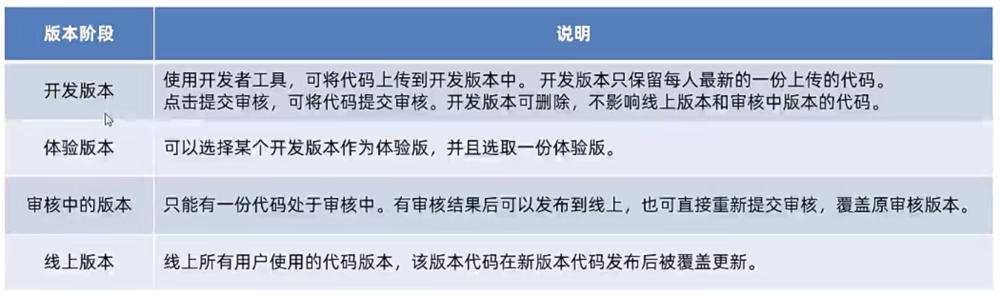 版本阶段
说明
开发版本
使用开发者工具，可将代码上传到开发版本中。 开发版本只保留每人最新的一份上传的代码。
点击提交审核，可将代码提交审核。开发版本可删除，不影响线上版本和审核中版本的代码。
体验版本
可以选择某个开发版本作为体验版，并且选取一份体验版。
审核中的版本
只能有一份代码处于审核中。有审核结果后可以发布到线上，也可直接重新提交审核，覆盖原审核版本。
线上版本
线上所有用户使用的代码版本，该版本代码在新版本代码发布后被覆盖更新。